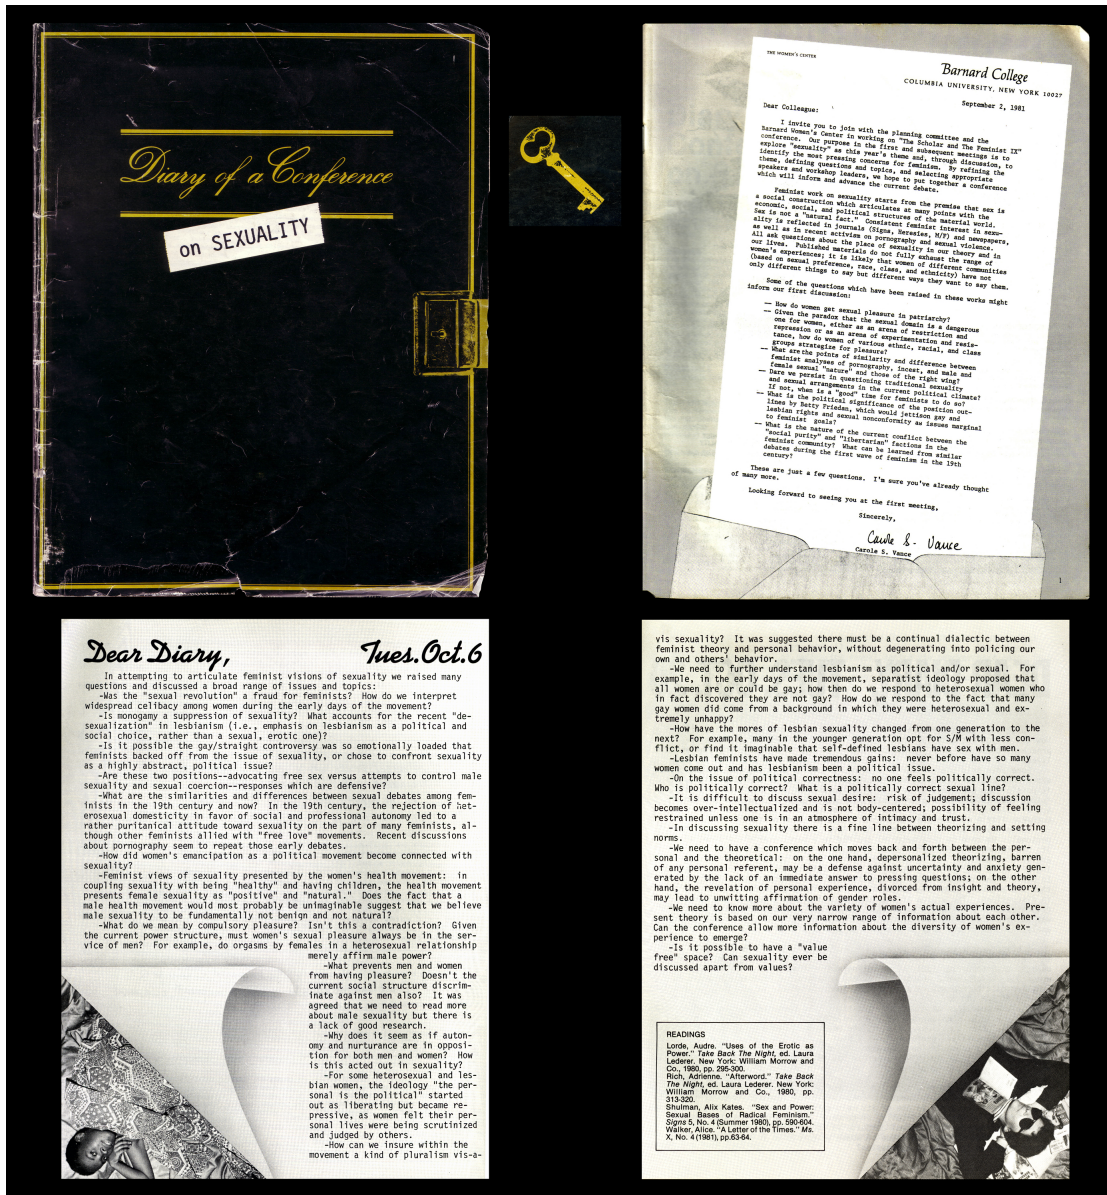 Diary of a Conference
on SEXUALITY
THE WOMEN'S CENTER
Barnard College
COLUMBIA UNIVERSITY, NEW YORK 10027
September 2, 1981
Dear Colleague:
I invite you to join with the planning committee and the
Barnard Women's Center in working on "The Scholar and The Feminist IX"
conference. Our purpose in the first and subsequent meetings is to
explore "sexuality" as this year's theme and, through discussion, to
identify the most pressing concerns for feminism. By refining the
theme, defining questions and topics, and selecting appropriate
speakers and workshop leaders, we hope to put together a conference
which will inform and advance the current debate.
Feminist work on sexuality starts from the premise that sex is
a social construction which articulates at many points with the
economic, social, and political structures of the material world.
Sex is not a "natural fact." Consistent feminist interest in sexu-
ality is reflected in journals (Signs, Heresies, M/F) and newspapers,
as well as in recent activism on pornography and sexual violence.
All ask questions about the place of sexuality in our theory and in
our lives. Published materials do not fully exhaust the range of
women's experiences; it is likely that women of different communities
(based on sexual preference, race, class, and ethnicity) have not
only different things to say but different ways they want to say them.
Some of the questions which have been raised in these works might
inform our first discussion:
-- How do women get sexual pleasure in patriarchy?
-- Given the paradox that the sexual domain is a dangerous
one for women, either as an arena of restriction and
repression or as an arena of experimentation and resis-
tance, how do women of various ethnic, racial, and class
groups strategize for pleasure?
-- What are the points of similarity and difference between
feminist analyses of pornography, incest, and male and
female sexual "nature" and those of the right wing?
-- Dare we persist in questioning traditional sexuality
and sexual arrangements in the current political climate?
If not, when is a "good" time for feminists to do so?
-- What is the political significance of the position out-
lines by Betty Friedan, which would jettison gay and
lesbian rights and sexual nonconformity aw issues marginal
to feminist goals?
-- What is the nature of the current conflict between the
"social purity" and "libertarian" factions in the
feminist community? What can be learned from similar
debates during the first wave of feminism in the 19th
century?
These are just a few questions. I'm sure you've already thought
of many more.
Looking forward to seeing you at the first meeting,
Sincerely,
Carole S. Vance
Carole S. Vance
1
Dear Diary, Tues. Oct. 6
In attempting to articulate feminist visions of sexuality we raised many
questions and discussed a broad range of issues and topics:
-Was the "sexual revolution" a fraud for feminists? How do we interpret
widespread celibacy among women during the early days of the movement?
-Is monogamy a suppression of sexuality? What accounts for the recent "de-
sexualization" in lesbianism (i.e., emphasis on lesbianism as a political and
social choice, rather than a sexual, erotic one)?
-Is it possible the gay/straight controversy was so emotionally loaded that
feminists backed off from the issue of sexuality, or chose to confront sexuality
as a highly abstract, political issue?
-Are these two positions--advocating free sex versus attempts to control male
sexuality and sexual coercion--responses which are defensive?
-What are the similarities and differences between sexual debates among fem-
inists in the 19th century and now? In the 19th century, the rejection of het-
erosexual domesticity in favor of social and professional autonomy led to a
rather puritanical attitude toward sexuality on the part of many feminists, al-
though other feminists allied with "free love" movements. Recent discussions
about pornography seem to repeat those early debates.
-How did women's emancipation as a political movement become connected with
sexuality?
-Feminist views of sexuality presented by the women's health movement: in
coupling sexuality with being "healthy" and having children, the health movement
presents female sexuality as "positive" and "natural." Does the fact that a
male health movement would most probably be unimaginable suggest that we believe
male sexuality to be fundamentally not benign and not natural?
-What do we mean by compulsory pleasure? Isn't this a contradiction? Given
the current power structure, must women's sexual pleasure always be in the ser-
vice of men? For example, do orgasms by females in a heterosexual relationship
merely affirm male power?
-What prevents men and women
from having pleasure? Doesn't the
current social structure discrim-
inate against men also? It was
agreed that we need to read more
about male sexuality but there is
a lack of good research.
-Why does it seem as if auton-
omy and nurturance are in opposi-
tion for both men and women? How
is this acted out in sexuality?
-For some heterosexual and les-
bian women, the ideology "the per-
sonal is the political" started
out as liberating but became re-
pressive, as women felt their per-
sonal lives were being scrutinized
and judged by others.
-How can we insure within the
movement a kind of pluralism vis-a-
vis sexuality? It was suggested there must be a continual dialectic between
feminist theory and personal behavior, without degenerating into policing our
own and others' behavior.
-We need to further understand lesbianism as political and/or sexual. For
example, in the early days of the movement, separatist ideology proposed that
all women are or could be gay; how then do we respond to heterosexual women who
in fact discovered they are not gay? How do we respond to the fact that many
gay women did come from a background in which they were heterosexual and ex-
tremely unhappy?
-How have the mores of lesbian sexuality changed from one generation to the
next? For example, many in the younger generation opt for S/M with less con-
flict, or find it imaginable that self-defined lesbians have sex with men.
-Lesbian feminists have made tremendous gains: never before have so many
women come out and has lesbianism been a political issue.
-On the issue of political correctness: no one feels politically correct.
Who is politically correct? What is a politically correct sexual line?
-It is difficult to discuss sexual desire: risk of judgement; discussion
becomes over-intellectualized and is not body-centered; possibility of feeling
restrained unless one is in an atmosphere of intimacy and trust.
-In discussing sexuality there is a fine line between theorizing and setting
norms.
-We need to have a conference which moves back and forth between the per-
sonal and the theoretical: on the one hand, depersonalized theorizing, barren
of any personal referent, may be a defense against uncertainty and anxiety gen-
erated by the lack of an immediate answer to pressing questions; on the other
hand, the revelation of personal experience, divorced from insight and theory,
may lead to unwitting affirmation of gender roles.
-We need to know more about the variety of women's actual experiences. Pre-
sent theory is based on our very narrow range of information about each other.
Can the conference allow more information about the diversity of women's ex-
perience to emerge?
-Is it possible to have a "value
free" space? Can sexuality ever be
discussed apart from values?
READINGS
Lorde, Audre. "Uses of the Erotic as
Power." Take Back The Night, ed. Laura
Lederer. New York: William Morrow and
Co., 1980, pp. 295-300.
Rich, Adrienne. "Afterword." Take Back
The Night, ed. Laura Lederer. New York:
William Morrow and Co., 1980, pp.
313-320.
Shulman, Alix Kates. "Sex and Power:
Sexual Bases of Radical Feminism."
Signs 5, No. 4 (Summer 1980), pp. 590-604.
Walker, Alice. "A Letter of the Times." Ms.
X, No. 4 (1981), pp.63-64.